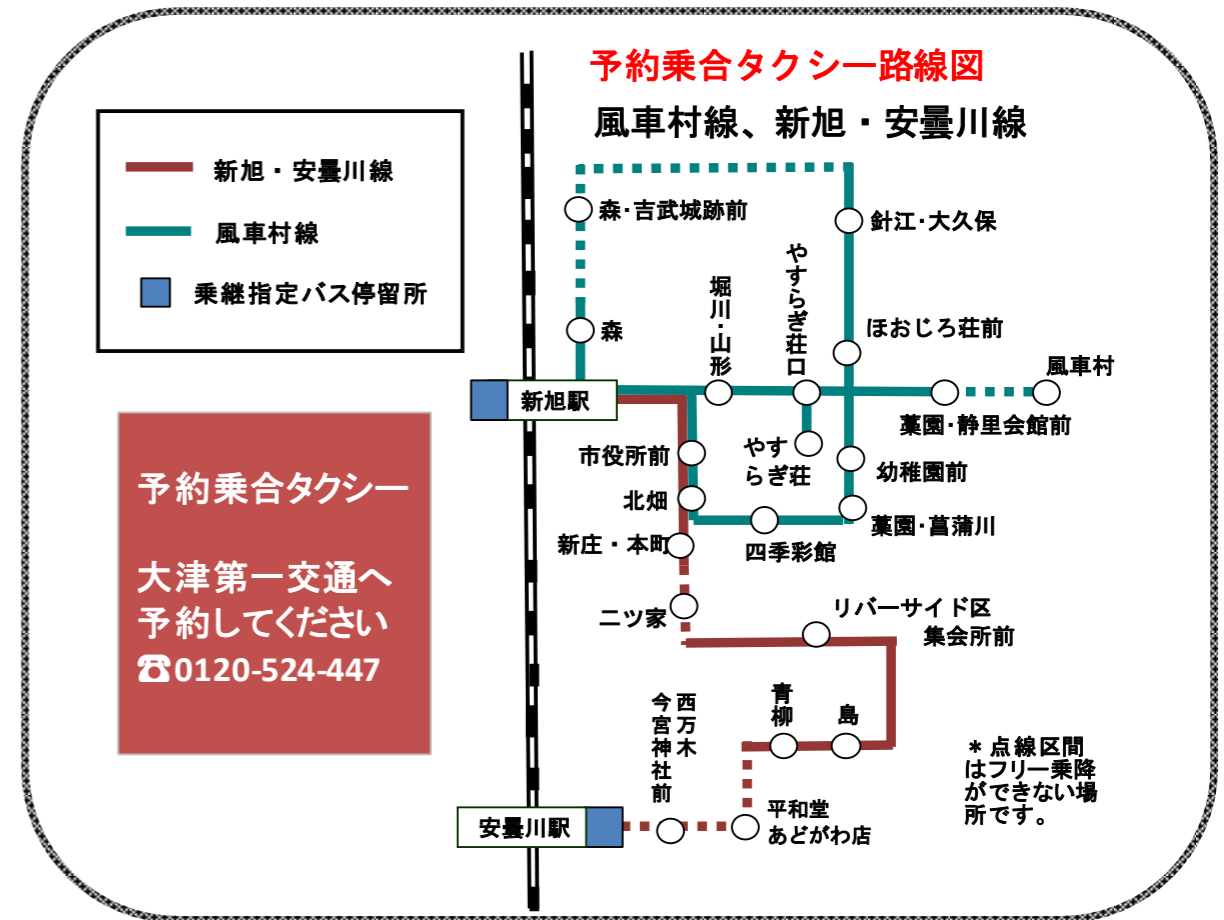 予約乗合タクシー路線図
風車村線、新旭・安曇川線
新旭・安曇川線
風車村線
乗継指定バス停留所
森・吉武城跡前
針江・大久保
やすらぎ荘口
堀川・山形
森
ほおじろ荘前
風車村
新旭駅
藁園・静里会館前
市役所前
やす
らぎ荘
幼稚園前
北畑
藁園・菖蒲川
新庄・本町
四季彩館
二ツ家
リバーサイド区
集会所前
予約乗合タクシー
大津第一交通へ
予約してください
☎0120-524-447
西万木
今宮神社前
青柳
島
＊点線区間
はフリー乗降
ができない場
所です。
安曇川駅
平和堂
あどがわ店